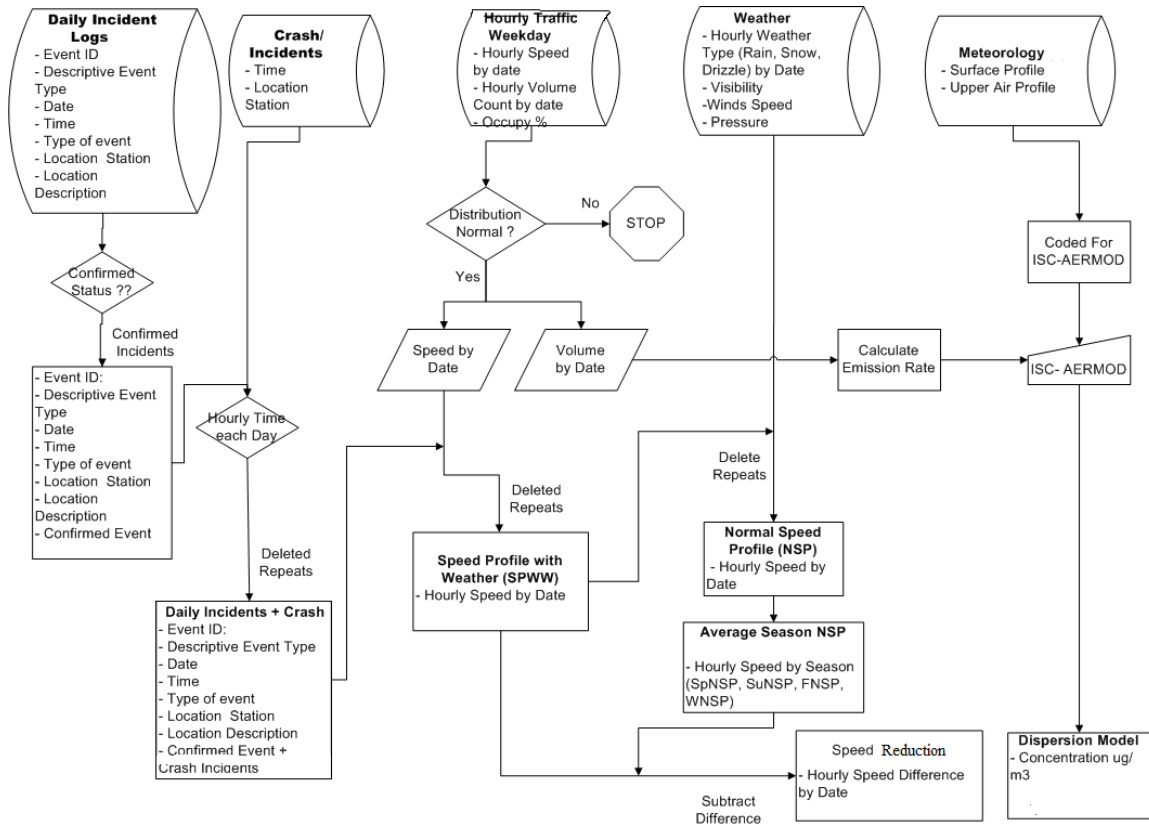 Daily Incident
Logs
- Event ID
- Descriptive Event
Type
- Date
- Time
- Type of event
- Location  Station
- Location
Description
Crash/
Incidents
- Time
- Location
Station
Hourly Traffic
Weekday
- Hourly Speed
by date
- Hourly Volume
Count by date
- Occupy %
Weather
- Hourly Weather
Type (Rain, Snow,
Drizzle) by Date
- Visibility
-Winds Speed
- Pressure
Meteorology
- Surface Profile
- Upper Air Profile
Distribution
Normal ?
No
STOP
Yes
Coded For
ISC-AERMOD
Confirmed
Status ??
Confirmed
Incidents
Speed by
Date
Volume
by Date
Calculate
Emission Rate
ISC- AERMOD
- Event ID:
- Descriptive Event
Type
- Date
- Time
- Type of event
- Location  Station
- Location
Description
- Confirmed Event
Hourly Time
each Day
Deleted
Repeats
Deleted
Repeats
Delete
Repeats
Speed Profile with
Weather (SPWW)
- Hourly Speed by Date
Normal Speed
Profile (NSP)
- Hourly Speed by
Date
Daily Incidents + Crash
- Event ID:
- Descriptive Event Type
- Date
- Time
- Type of event
- Location  Station
- Location Description
- Confirmed Event +
Crash Incidents
Average Season NSP
- Hourly Speed by Season
(SpNSP, SuNSP, FNSP,
WNSP)
Speed Reduction
- Hourly Speed Difference
by Date
Subtract
Difference
Dispersion Model
- Concentration ug/
m3